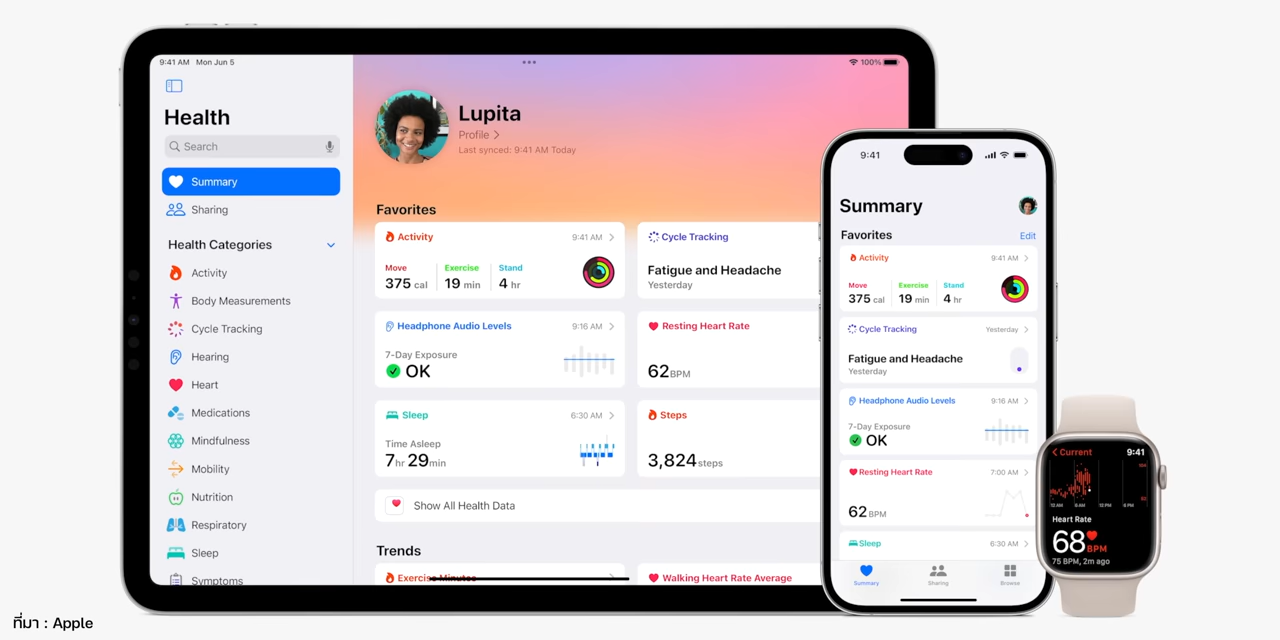 9:41 AM Mon Jun 5
100%
Health
Search
Summary
Sharing
Health Categories
Activity
Body Measurements
Cycle Tracking
Hearing
Heart
Medications
Mindfulness
Mobility
Nutrition
Respiratory
Sleep
Symptoms
Lupita
Profile
Last synced: 9:41 AM Today
Favorites
Activity 9:41 AM
Move Exercise Stand
375 cal 19 min 4 hr
Cycle Tracking
Fatigue and Headache
Yesterday
Headphone Audio Levels 9:16 AM
7-Day Exposure
OK
Resting Heart Rate
62 BPM
Sleep 6:30 AM
Time Asleep
7 hr 29 min
Steps
3,824 steps
Show All Health Data
Trends
Exercise Minutes
Walking Heart Rate Average
9:41
Summary
Favorites Edit
Activity 9:41 AM
Move Exercise Stand
375 cal 19 min 4 hr
Cycle Tracking Yesterday
Fatigue and Headache
Yesterday
Headphone Audio Levels 9:16 AM
7-Day Exposure
OK
Resting Heart Rate 7:00 AM
62 BPM
Sleep 6:30 AM
Summary Sharing Browse
Current 9:41
12 AM 6 AM 12 PM 6 PM
Heart Rate
68 BPM
75 BPM, 2m ago
ที่มา : Apple